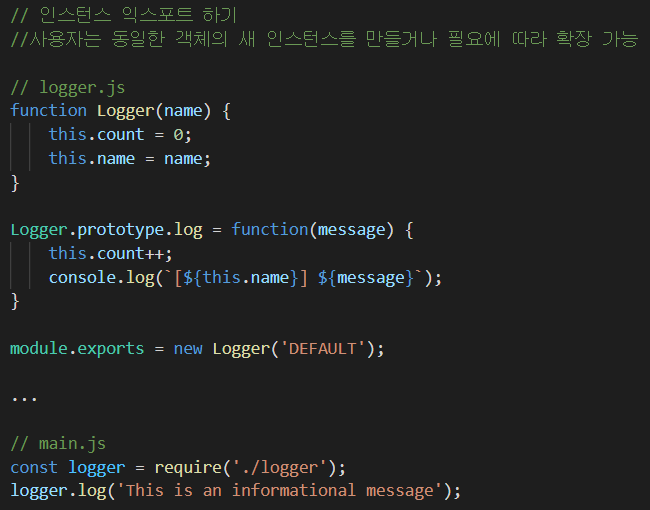 // 인스턴스 익스포트 하기
//사용자는 동일한 객체의 새 인스턴스를 만들거나 필요에 따라 확장 가능
// logger.js
function Logger(name) {
this.count = 0;
this.name = name;
}
Logger.prototype.log = function(message) {
this.count++;
console.log(`[${this.name}] ${message}`);
}
module.exports = new Logger('DEFAULT');
...
// main.js
const logger = require('./logger');
logger.log('This is an informational message');